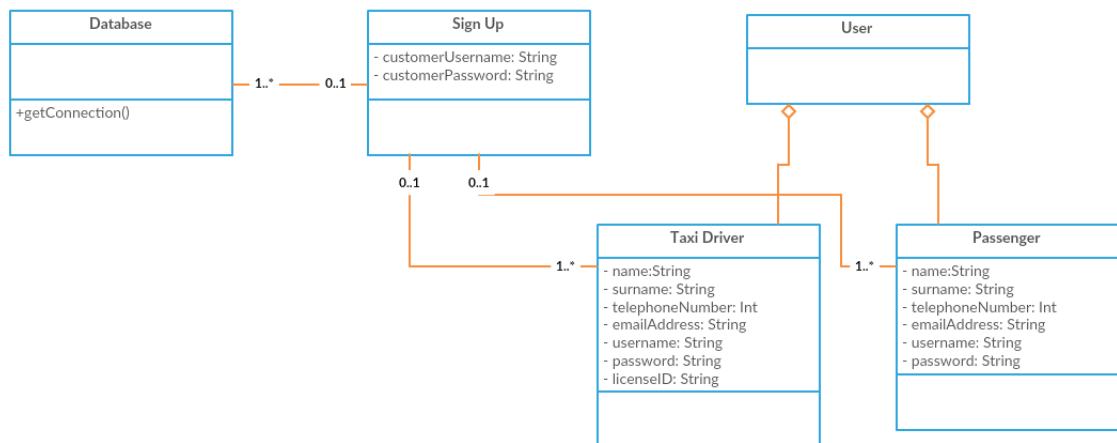 Database
+getConnection()
1..*
0..1
Sign Up
- customerUsername: String
- customerPassword: String
0..1
0..1
User
Taxi Driver
- name:String
- surname: String
- telephoneNumber: Int
- emailAddress: String
- username: String
- password: String
- licenseID: String
1..*
Passenger
- name:String
- surname: String
- telephoneNumber: Int
- emailAddress: String
- username: String
- password: String
1..*